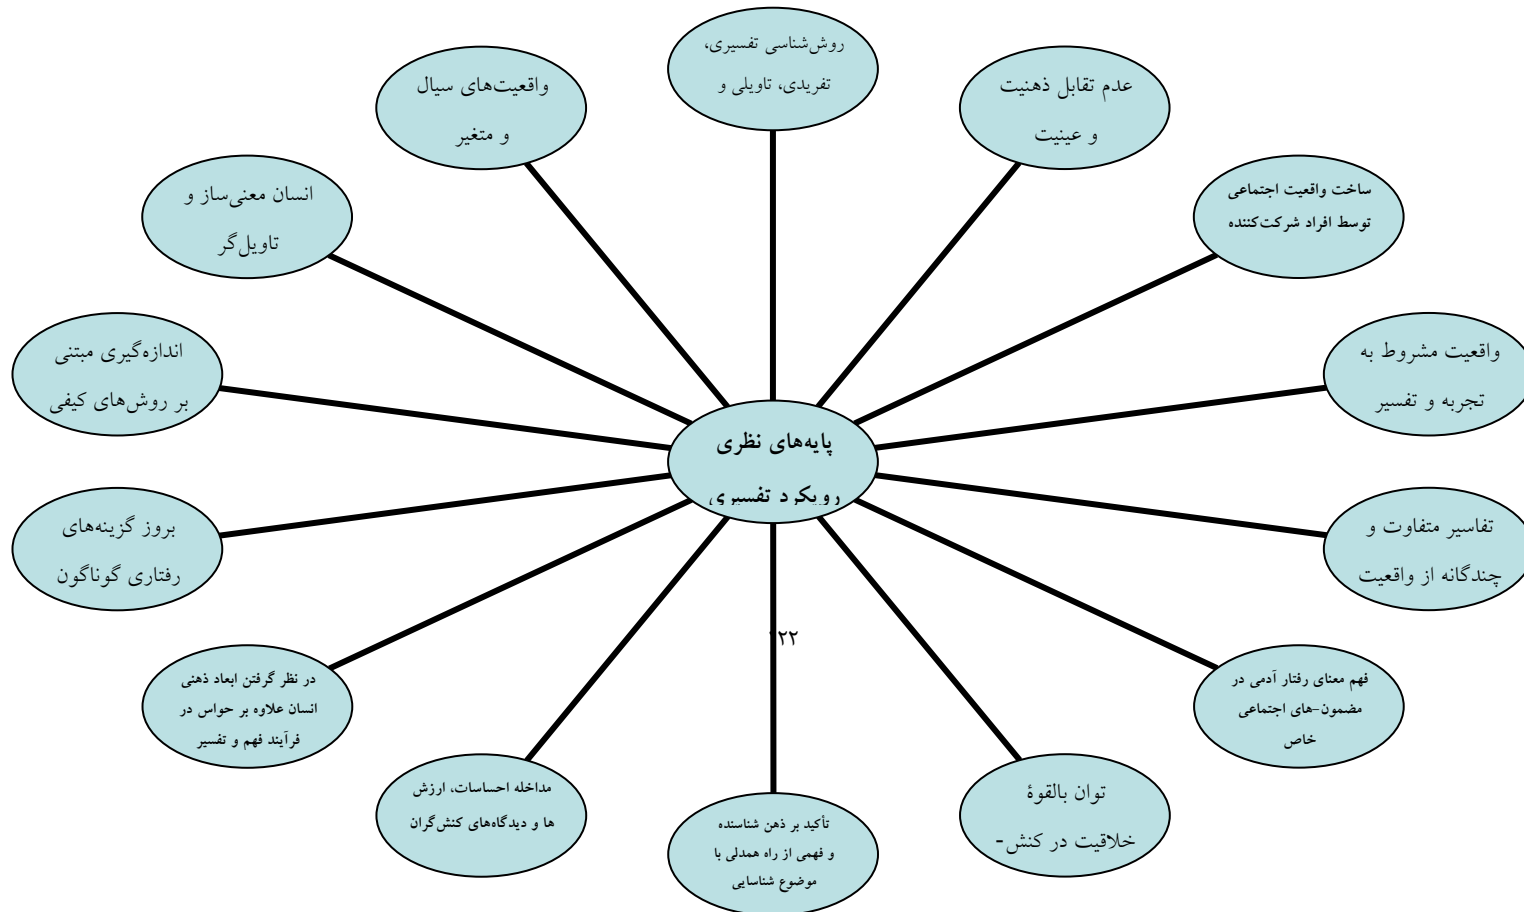 پایه‌های نظری
رویکرد تفسیری
روش‌شناسی تفسیری،
تفریدی، تاویلی و
عدم تقابل ذهنیت
و عینیت
ساخت واقعیت اجتماعی
توسط افراد شرکت‌کننده
واقعیت مشروط به
تجربه و تفسیر
تفاسیر متفاوت و
چندگانه از واقعیت
فهم معنای رفتار آدمی در
مضمون-های اجتماعی
خاص
توان بالقوۀ
خلاقیت در کنش-
تأکید بر ذهن شناسنده
و فهمی از راه همدلی با
موضوع شناسایی
مداخله احساسات، ارزش
ها و دیدگاه‌های کنش‌گران
در نظر گرفتن ابعاد ذهنی
انسان علاوه بر حواس در
فرآیند فهم و تفسیر
بروز گزینه‌های
رفتاری گوناگون
اندازه‌گیری مبتنی
بر روش‌های کیفی
انسان معنی‌ساز و
تاویل‌گر
واقعیت‌های سیال
و متغیر